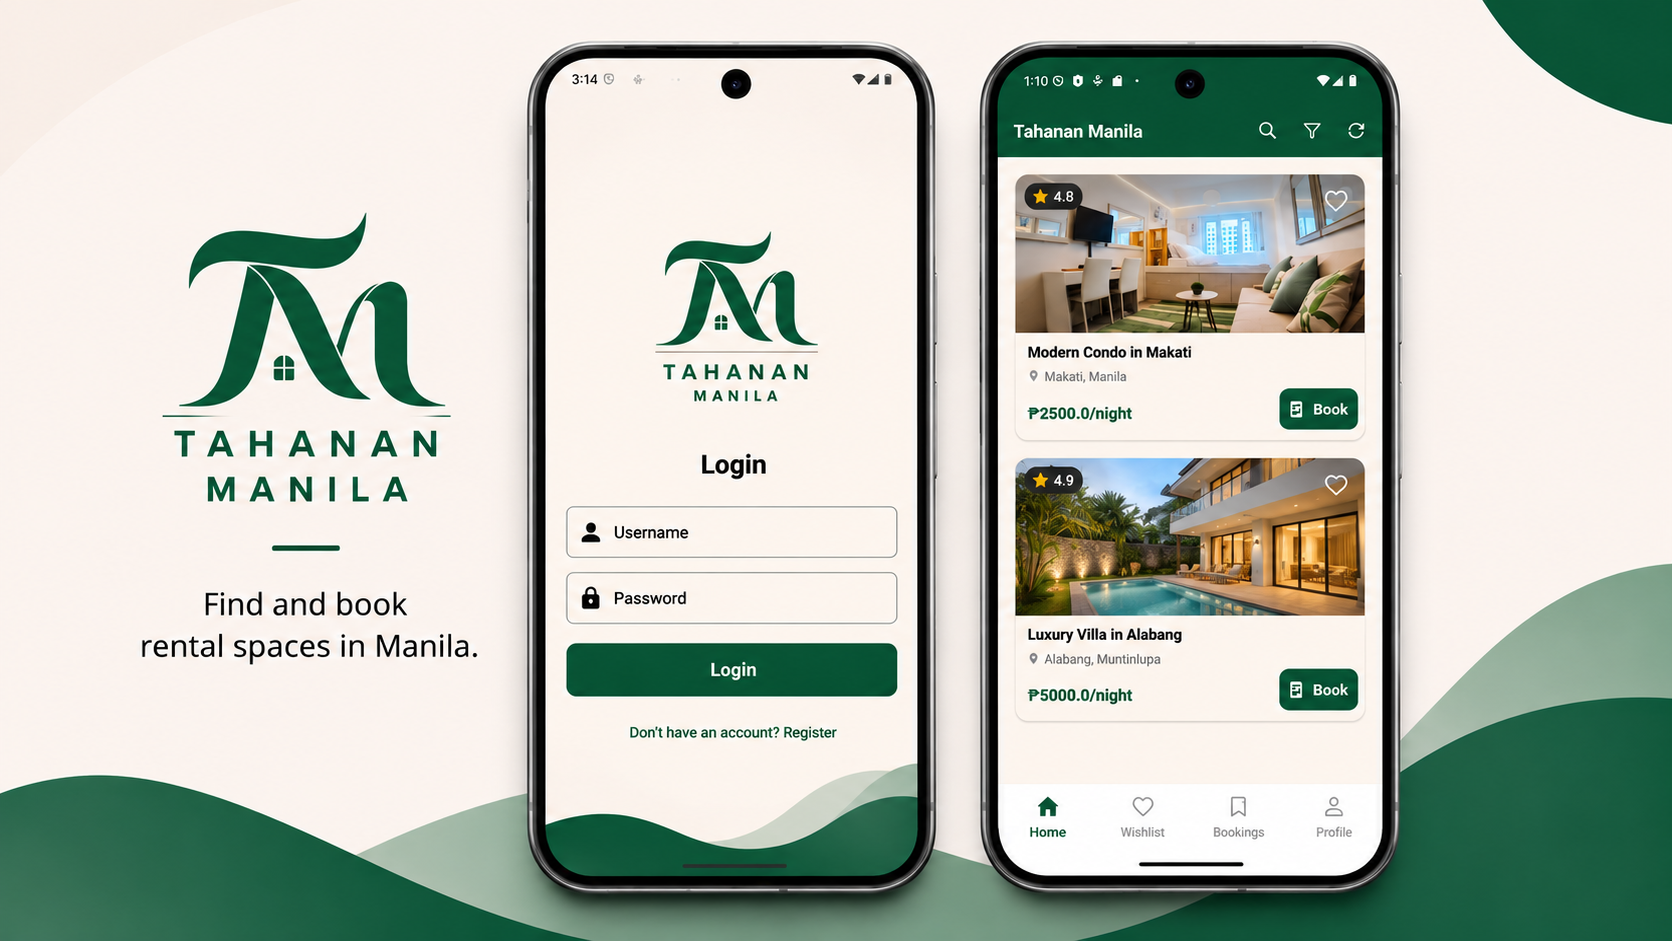 TM
TAHANAN
MANILA
Find and book
rental spaces in Manila.
3:14
TM
TAHANAN
MANILA
Login
Username
Password
Login
Don't have an account? Register
1:10
Tahanan Manila
4.8
Modern Condo in Makati
Makati, Manila
₱2500.0/night
Book
4.9
Luxury Villa in Alabang
Alabang, Muntinlupa
₱5000.0/night
Book
Home
Wishlist
Bookings
Profile